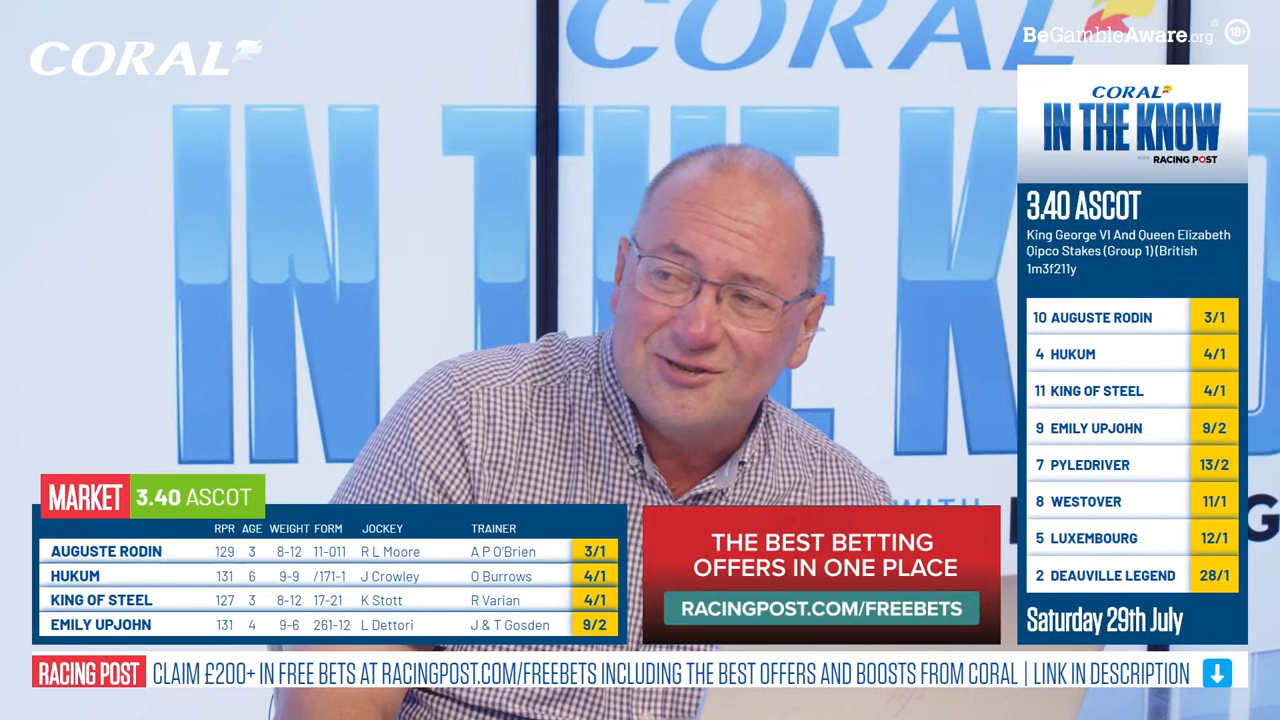 CORAL
CORAL
BeGambleAware.org®
18+
IN THE KNOW
WITH
CORAL
IN THE KNOW
WITH RACING POST
3.40 ASCOT
King George VI And Queen Elizabeth
Qipco Stakes (Group 1) (British
1m3f211y
10 AUGUSTE RODIN 3/1
4 HUKUM 4/1
11 KING OF STEEL 4/1
9 EMILY UPJOHN 9/2
7 PYLEDRIVER 13/2
8 WESTOVER 11/1
5 LUXEMBOURG 12/1
2 DEAUVILLE LEGEND 28/1
Saturday 29th July
MARKET 3.40 ASCOT
RPR AGE WEIGHT FORM JOCKEY TRAINER
AUGUSTE RODIN 129 3 8-12 11-011 R L Moore A P O'Brien 3/1
HUKUM 131 6 9-9 /171-1 J Crowley O Burrows 4/1
KING OF STEEL 127 3 8-12 17-21 K Stott R Varian 4/1
EMILY UPJOHN 131 4 9-6 261-12 L Dettori J & T Gosden 9/2
THE BEST BETTING
OFFERS IN ONE PLACE
RACINGPOST.COM/FREEBETS
RACING POST CLAIM £200+ IN FREE BETS AT RACINGPOST.COM/FREEBETS INCLUDING THE BEST OFFERS AND BOOSTS FROM CORAL | LINK IN DESCRIPTION